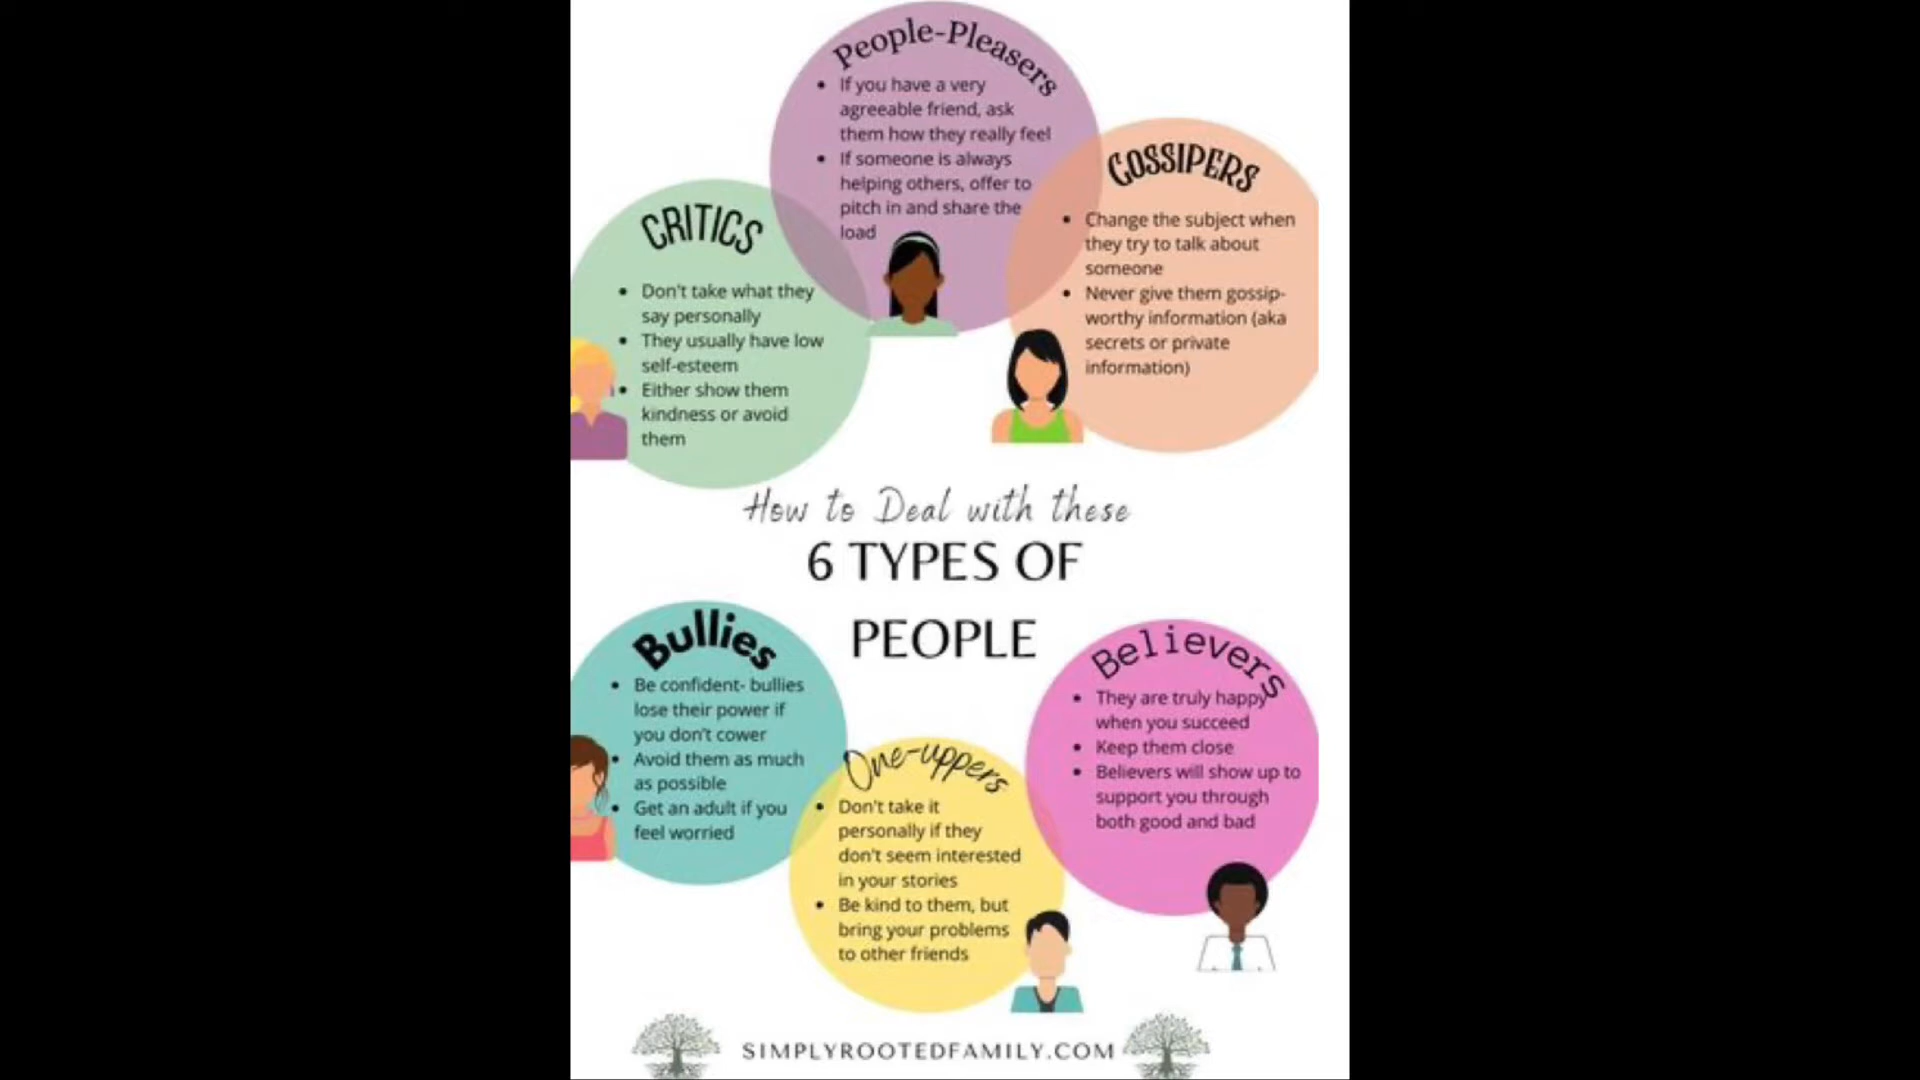 People-Pleasers
• If you have a very
agreeable friend, ask
them how they really feel
• If someone is always
helping others, offer to
pitch in and share the
load
GOSSIPERS
• Change the subject when
they try to talk about
someone
• Never give them gossip-
worthy information (aka
secrets or private
information)
CRITICS
• Don't take what they
say personally
• They usually have low
self-esteem
• Either show them
kindness or avoid
them
How to Deal with these
6 TYPES OF
PEOPLE
Bullies
• Be confident- bullies
lose their power if
you don't cower
• Avoid them as much
as possible
• Get an adult if you
feel worried
Believers
• They are truly happy
when you succeed
• Keep them close
• Believers will show up to
support you through
both good and bad
One-uppers
• Don't take it
personally if they
don't seem interested
in your stories
• Be kind to them, but
bring your problems
to other friends
SIMPLYROOTEDFAMILY.COM